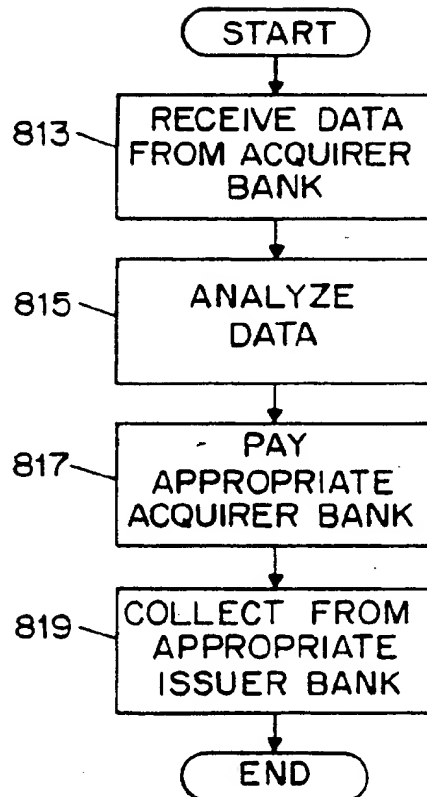 START
813
RECEIVE DATA
FROM ACQUIRER
BANK
815
ANALYZE
DATA
817
PAY
APPROPRIATE
ACQUIRER BANK
819
COLLECT FROM
APPROPRIATE
ISSUER BANK
END